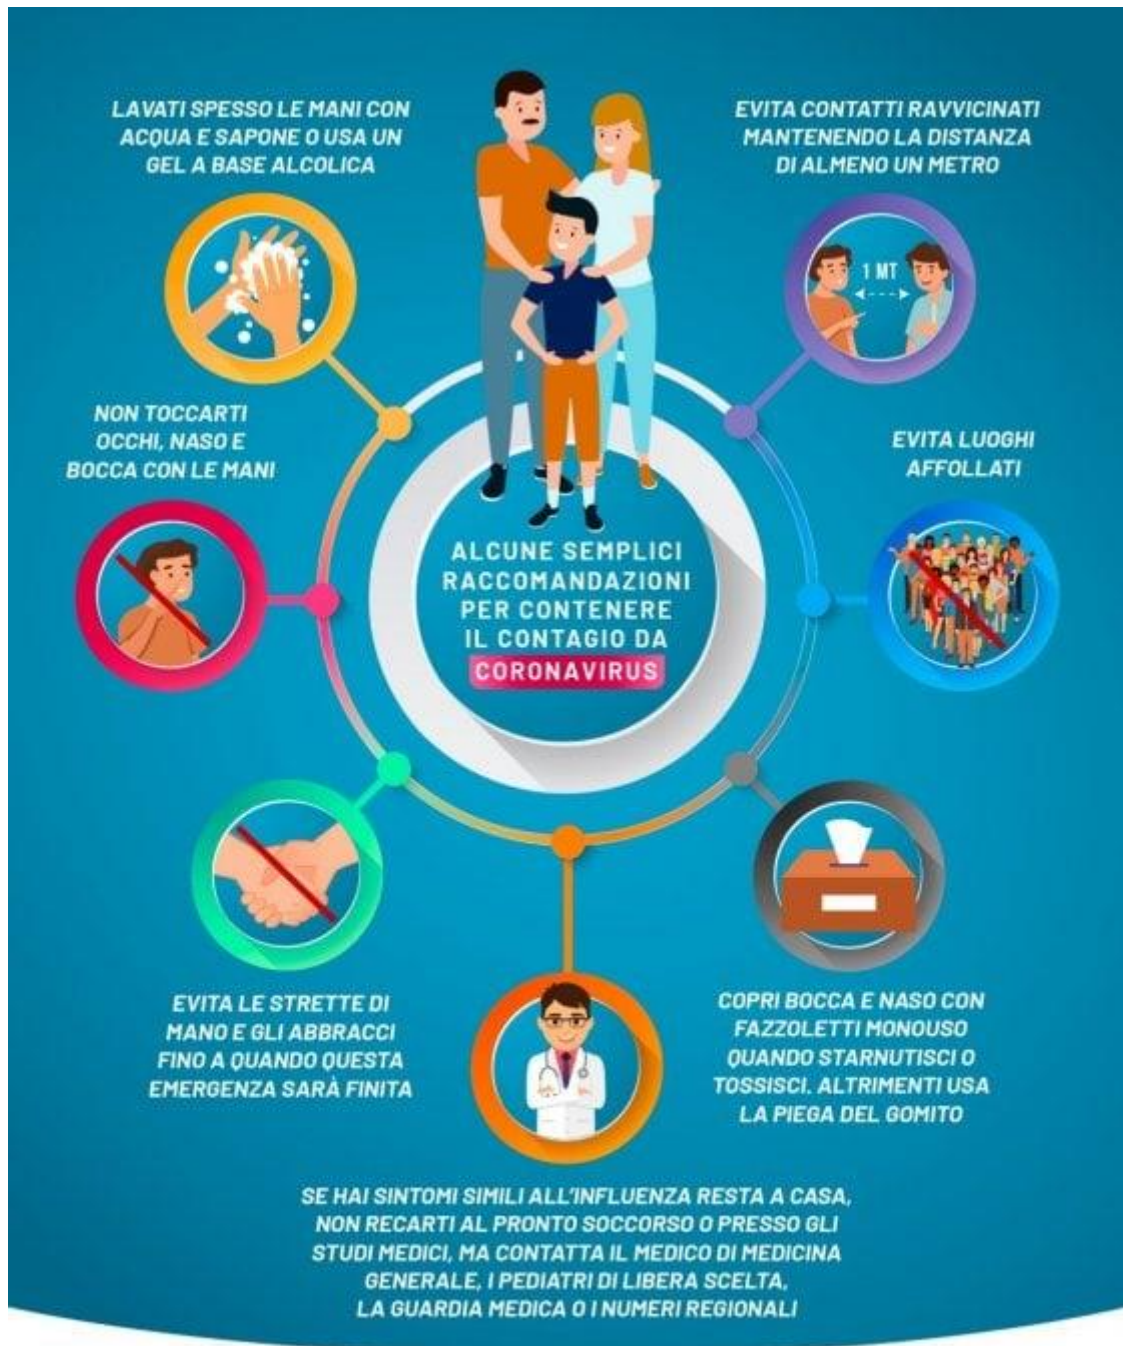 LAVATI SPESSO LE MANI CON
ACQUA E SAPONE O USA UN
GEL A BASE ALCOLICA
EVITA CONTATTI RAVVICINATI
MANTENENDO LA DISTANZA
DI ALMENO UN METRO
1 MT
NON TOCCARTI
OCCHI, NASO E
BOCCA CON LE MANI
EVITA LUOGHI
AFFOLLATI
ALCUNE SEMPLICI
RACCOMANDAZIONI
PER CONTENERE
IL CONTAGIO DA
CORONAVIRUS
EVITA LE STRETTE DI
MANO E GLI ABBRACCI
FINO A QUANDO QUESTA
EMERGENZA SARÀ FINITA
COPRI BOCCA E NASO CON
FAZZOLETTI MONOUSO
QUANDO STARNUTISCI O
TOSSISCI. ALTRIMENTI USA
LA PIEGA DEL GOMITO
SE HAI SINTOMI SIMILI ALL'INFLUENZA RESTA A CASA,
NON RECARTI AL PRONTO SOCCORSO O PRESSO GLI
STUDI MEDICI, MA CONTATTA IL MEDICO DI MEDICINA
GENERALE, I PEDIATRI DI LIBERA SCELTA,
LA GUARDIA MEDICA O I NUMERI REGIONALI